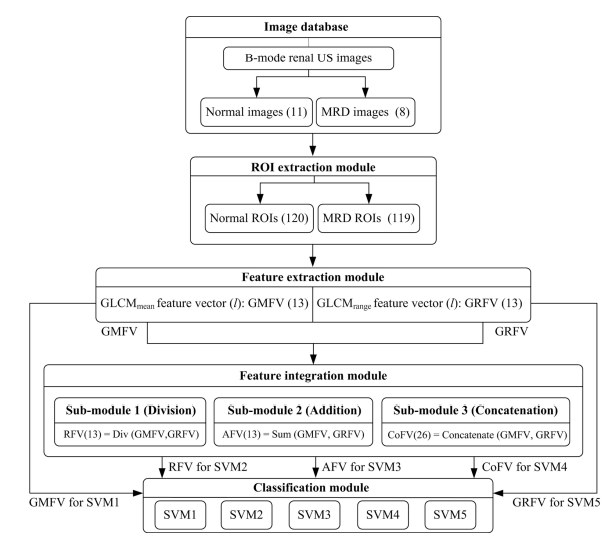 Image database
B-mode renal US images
Normal images (11) MRD images (8)
ROI extraction module
Normal ROIs (120) MRD ROIs (119)
Feature extraction module
GLCMmean feature vector (l): GMFV (13) GLCMrange feature vector (l): GRFV (13)
GMFV GRFV
Feature integration module
Sub-module 1 (Division) Sub-module 2 (Addition) Sub-module 3 (Concatenation)
RFV(13) = Div (GMFV,GRFV) AFV(13) = Sum (GMFV, GRFV) CoFV(26) = Concatenate (GMFV, GRFV)
RFV for SVM2 AFV for SVM3 CoFV for SVM4
Classification module
GMFV for SVM1 GRFV for SVM5
SVM1 SVM2 SVM3 SVM4 SVM5